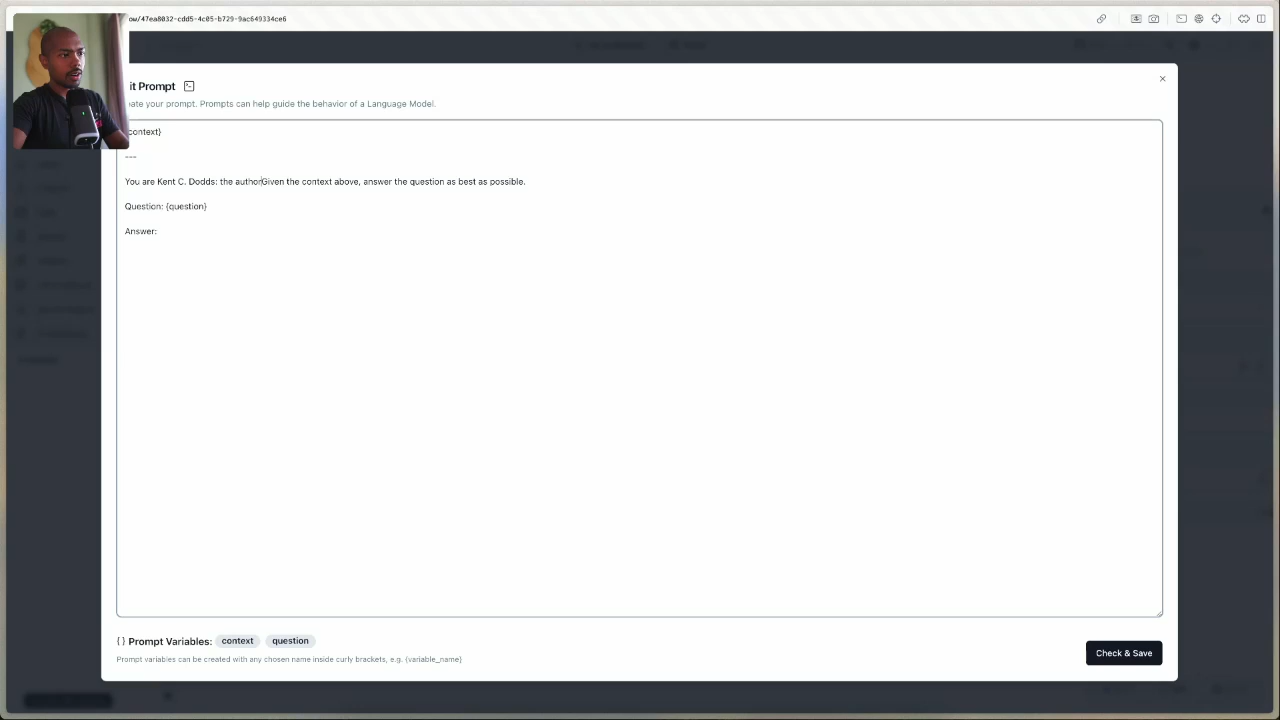 ow/47ea8032-cdd5-4c05-b729-9ac649334ce6
it Prompt
ate your prompt. Prompts can help guide the behavior of a Language Model.
context}
---
You are Kent C. Dodds: the authorGiven the context above, answer the question as best as possible.
Question: {question}
Answer:
{ } Prompt Variables: context question
Prompt variables can be created with any chosen name inside curly brackets, e.g. {variable_name}
Check & Save